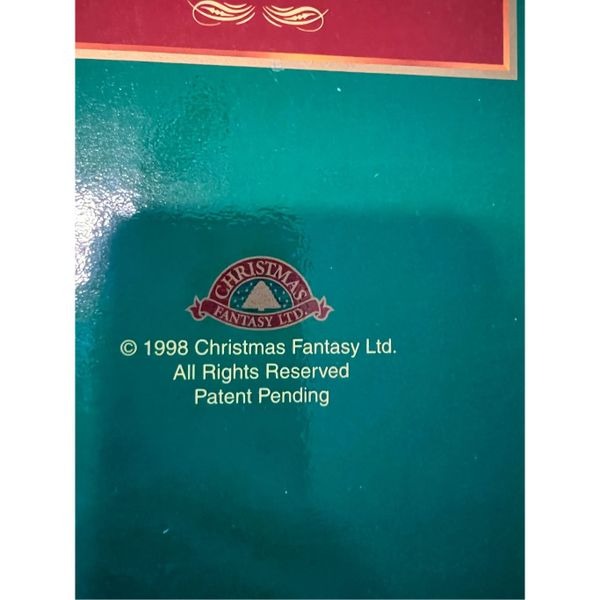 CHRISTMAS
FANTASY LTD.
© 1998 Christmas Fantasy Ltd.
All Rights Reserved
Patent Pending